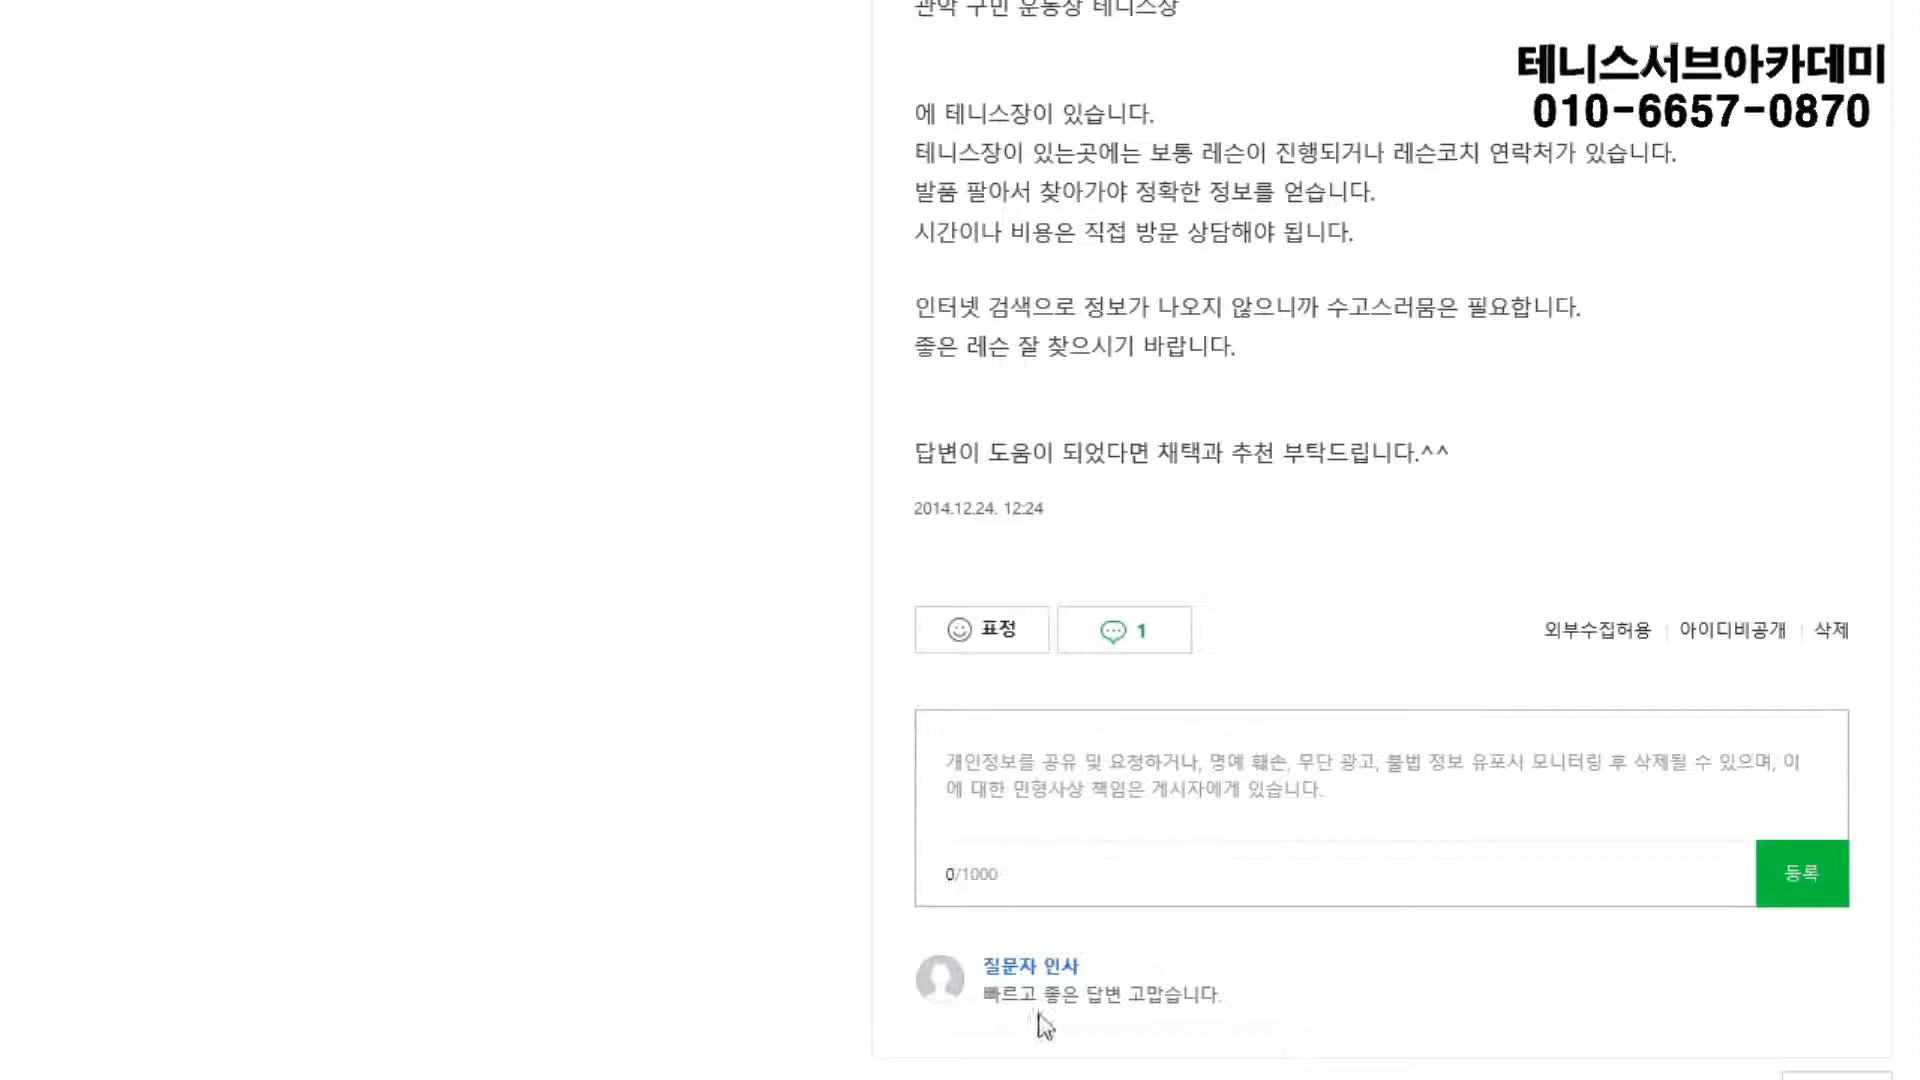 관악 구민 운동장 테니스장
테니스서브아카데미
010-6657-0870
에 테니스장이 있습니다.
테니스장이 있는곳에는 보통 레슨이 진행되거나 레슨코치 연락처가 있습니다.
발품 팔아서 찾아가야 정확한 정보를 얻습니다.
시간이나 비용은 직접 방문 상담해야 됩니다.
인터넷 검색으로 정보가 나오지 않으니까 수고스러뭄은 필요합니다.
좋은 레슨 잘 찾으시기 바랍니다.
답변이 도움이 되었다면 채택과 추천 부탁드립니다.^^
2014.12.24. 12:24
표정
1
외부수집허용
아이디비공개
삭제
개인정보를 공유 및 요청하거나, 명예 훼손, 무단 광고, 불법 정보 유포시 모니터링 후 삭제될 수 있으며, 이
에 대한 민형사상 책임은 게시자에게 있습니다.
0/1000
등록
질문자 인사
빠르고 좋은 답변 고맙습니다.